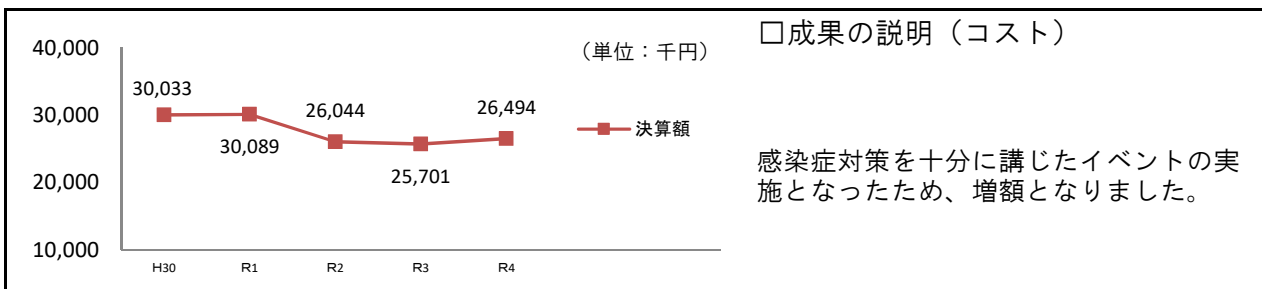 □成果の説明（コスト）
（単位：千円）
40,000
30,000
20,000
10,000
30,033
30,089
26,044
25,701
26,494
決算額
H30
R1
R2
R3
R4
感染症対策を十分に講じたイベントの実
施となったため、増額となりました。